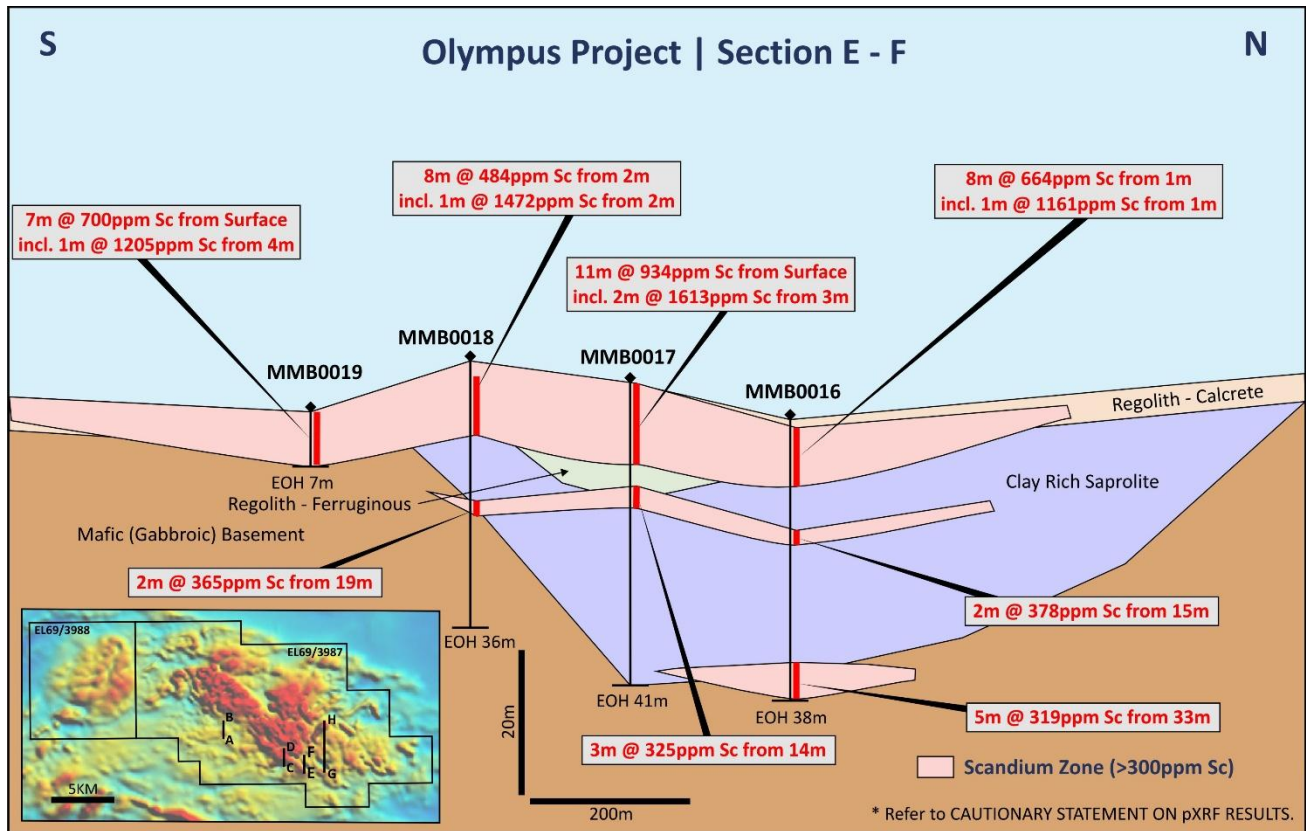 S
Olympus Project | Section E - F
N
8m @ 484ppm Sc from 2m
incl. 1m @ 1472ppm Sc from 2m
8m @ 664ppm Sc from 1m
incl. 1m @ 1161ppm Sc from 1m
7m @ 700ppm Sc from Surface
incl. 1m @ 1205ppm Sc from 4m
11m @ 934ppm Sc from Surface
incl. 2m @ 1613ppm Sc from 3m
MMB0018
MMB0017
MMB0019
MMB0016
Regolith - Calcrete
EOH 7m
Regolith - Ferruginous
Clay Rich Saprolite
Mafic (Gabbroic) Basement
2m @ 365ppm Sc from 19m
2m @ 378ppm Sc from 15m
EL69/3988
EL69/3987
EOH 36m
EOH 41m
EOH 38m
20m
5m @ 319ppm Sc from 33m
3m @ 325ppm Sc from 14m
B
A
H
D
F
C
E
G
5KM
Scandium Zone (>300ppm Sc)
200m
* Refer to CAUTIONARY STATEMENT ON pXRF RESULTS.